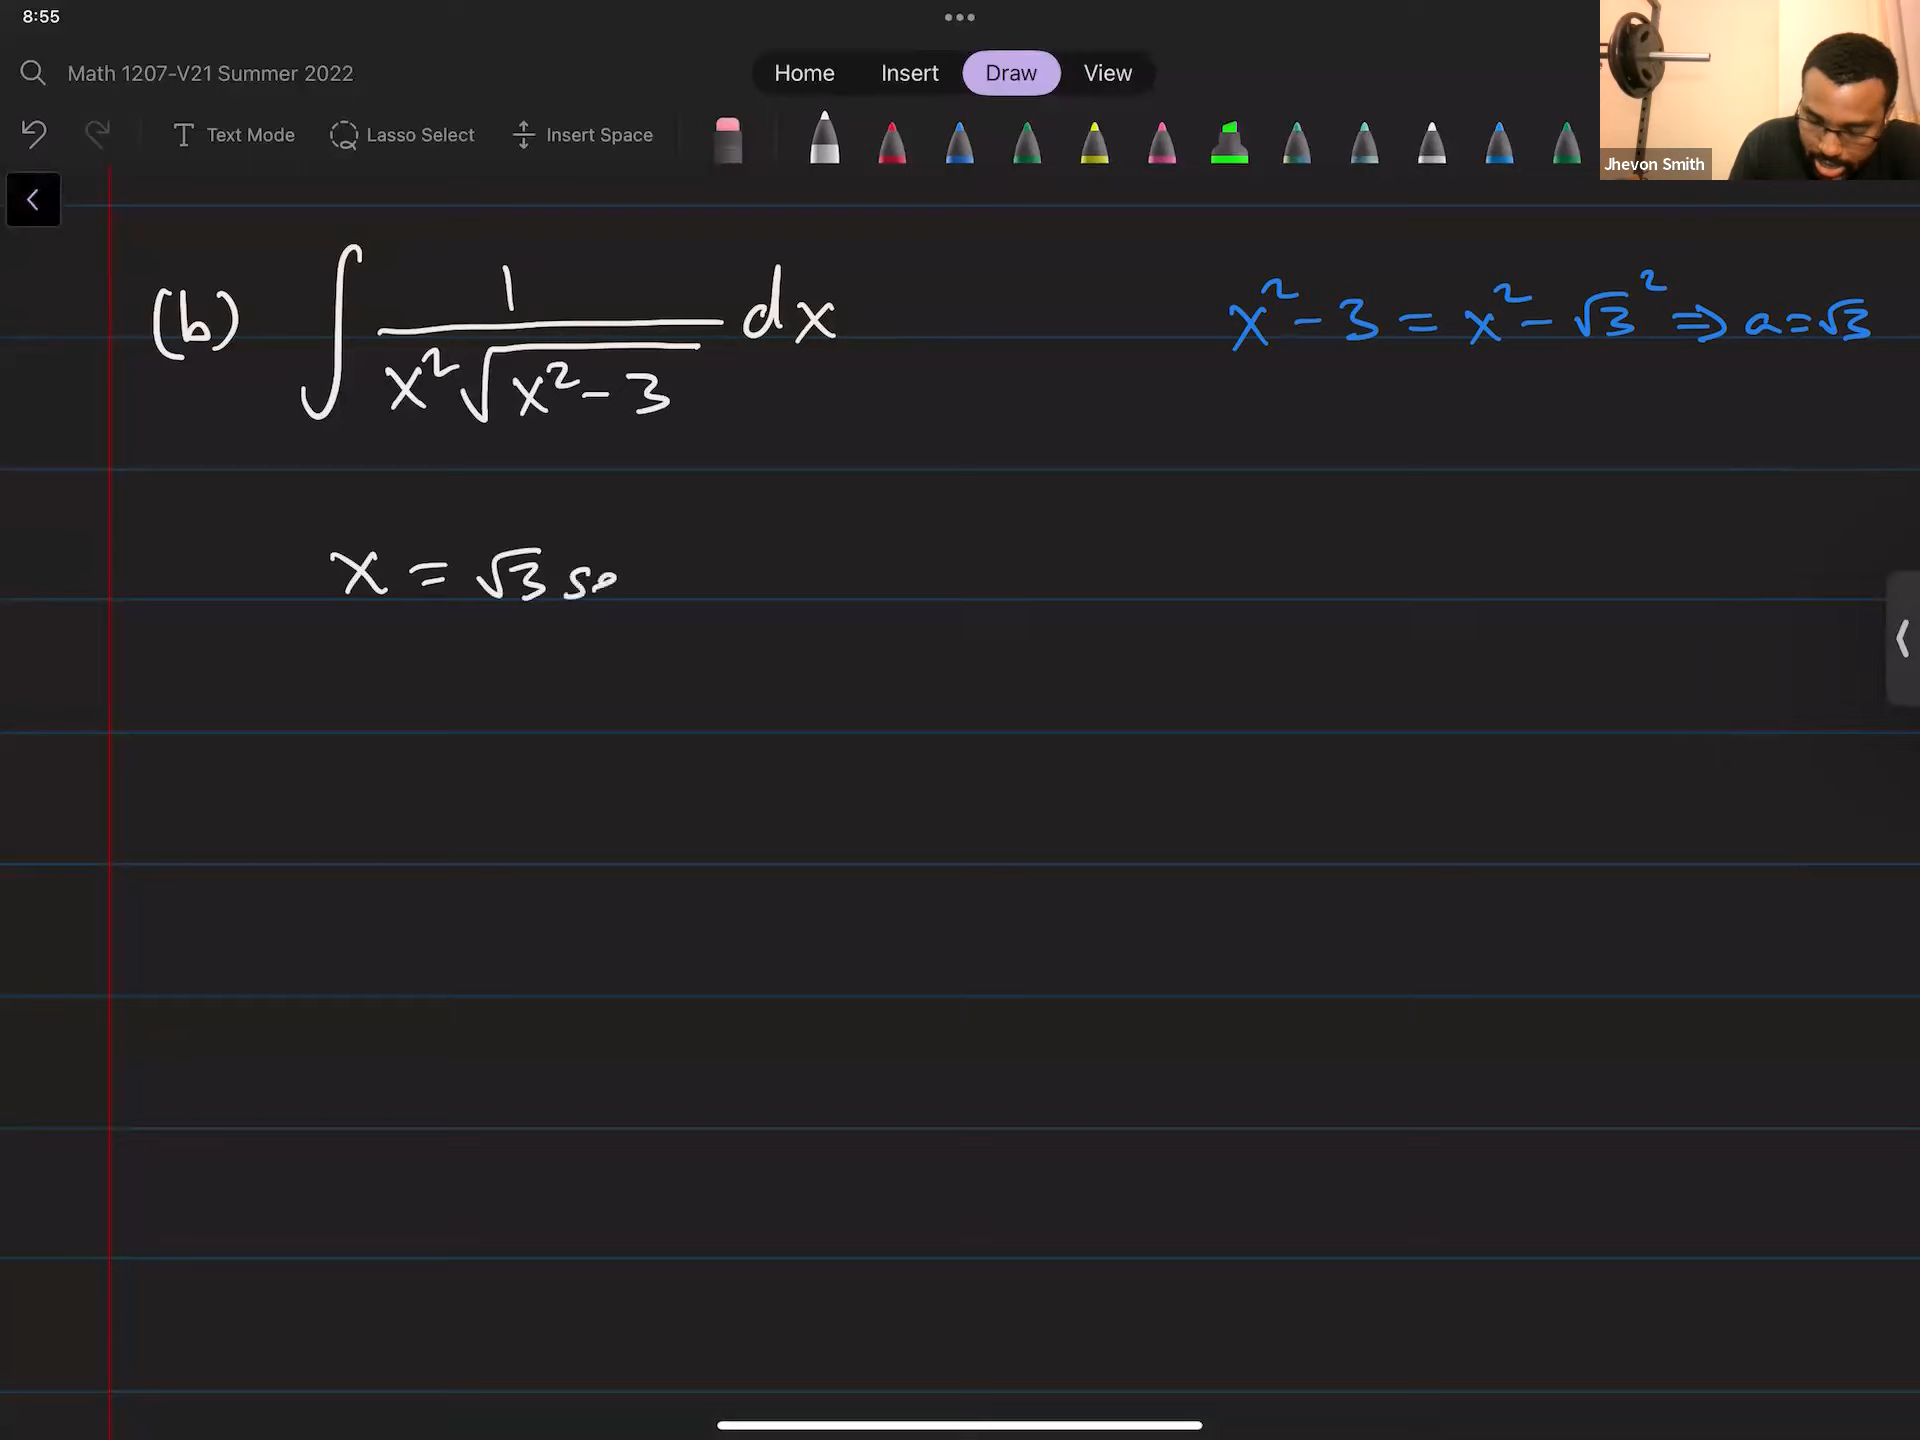 8:55
Math 1207-V21 Summer 2022
Home Insert Draw View
Text Mode Lasso Select Insert Space
Jhevon Smith
(b) ∫ 1/(x²√(x²-3)) dx
x²-3 = x²-√3² ⇒ a=√3
x = √3 se